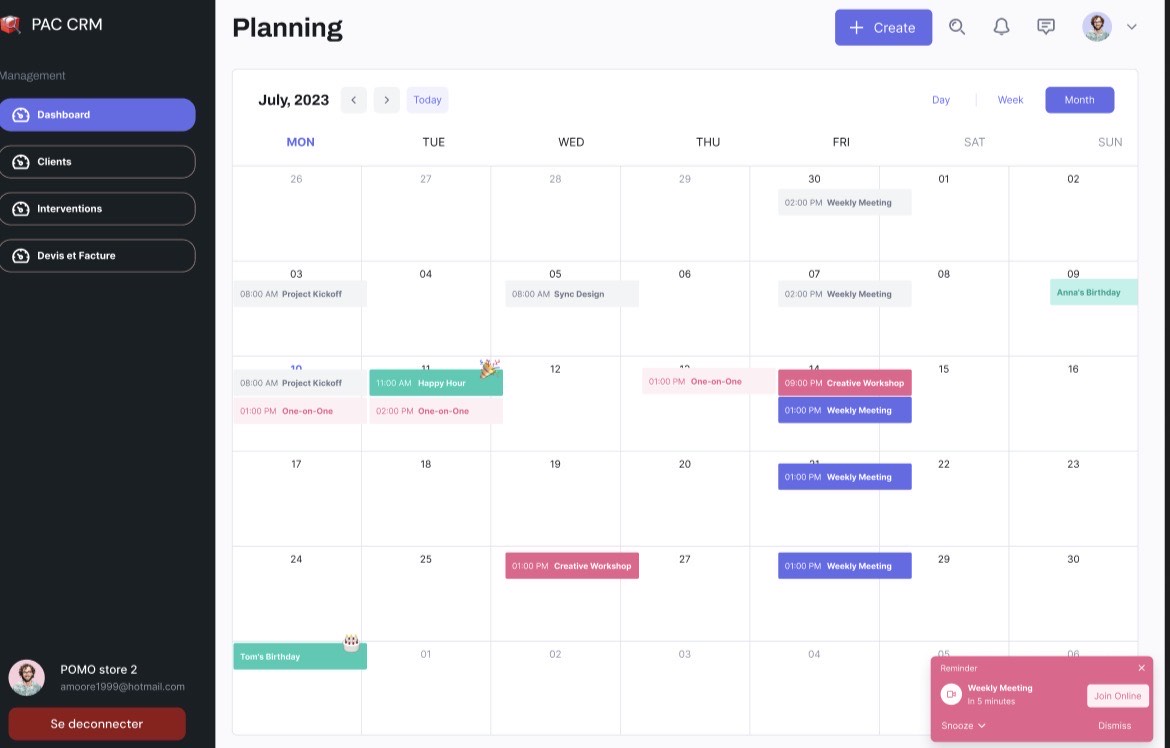 PAC CRM
Management
Dashboard
Clients
Interventions
Devis et Facture
POMO store 2
amoore1999@hotmail.com
Se deconnecter
Planning
+ Create
July, 2023 < > Today
Day Week Month
MON TUE WED THU FRI SAT SUN
26 27 28 29 30 01 02
02:00 PM Weekly Meeting
03 04 05 06 07 08 09
08:00 AM Project Kickoff
08:00 AM Sync Design
02:00 PM Weekly Meeting
Anna's Birthday
10 11 12 13 14 15 16
08:00 AM Project Kickoff
11:00 AM Happy Hour
01:00 PM One-on-One
09:00 PM Creative Workshop
01:00 PM One-on-One
02:00 PM One-on-One
01:00 PM Weekly Meeting
17 18 19 20 21 22 23
01:00 PM Weekly Meeting
24 25 27 29 30
01:00 PM Creative Workshop
01:00 PM Weekly Meeting
Tom's Birthday
01 02 03 04 05 06
Reminder
Weekly Meeting
In 5 minutes
Join Online
Snooze
Dismiss